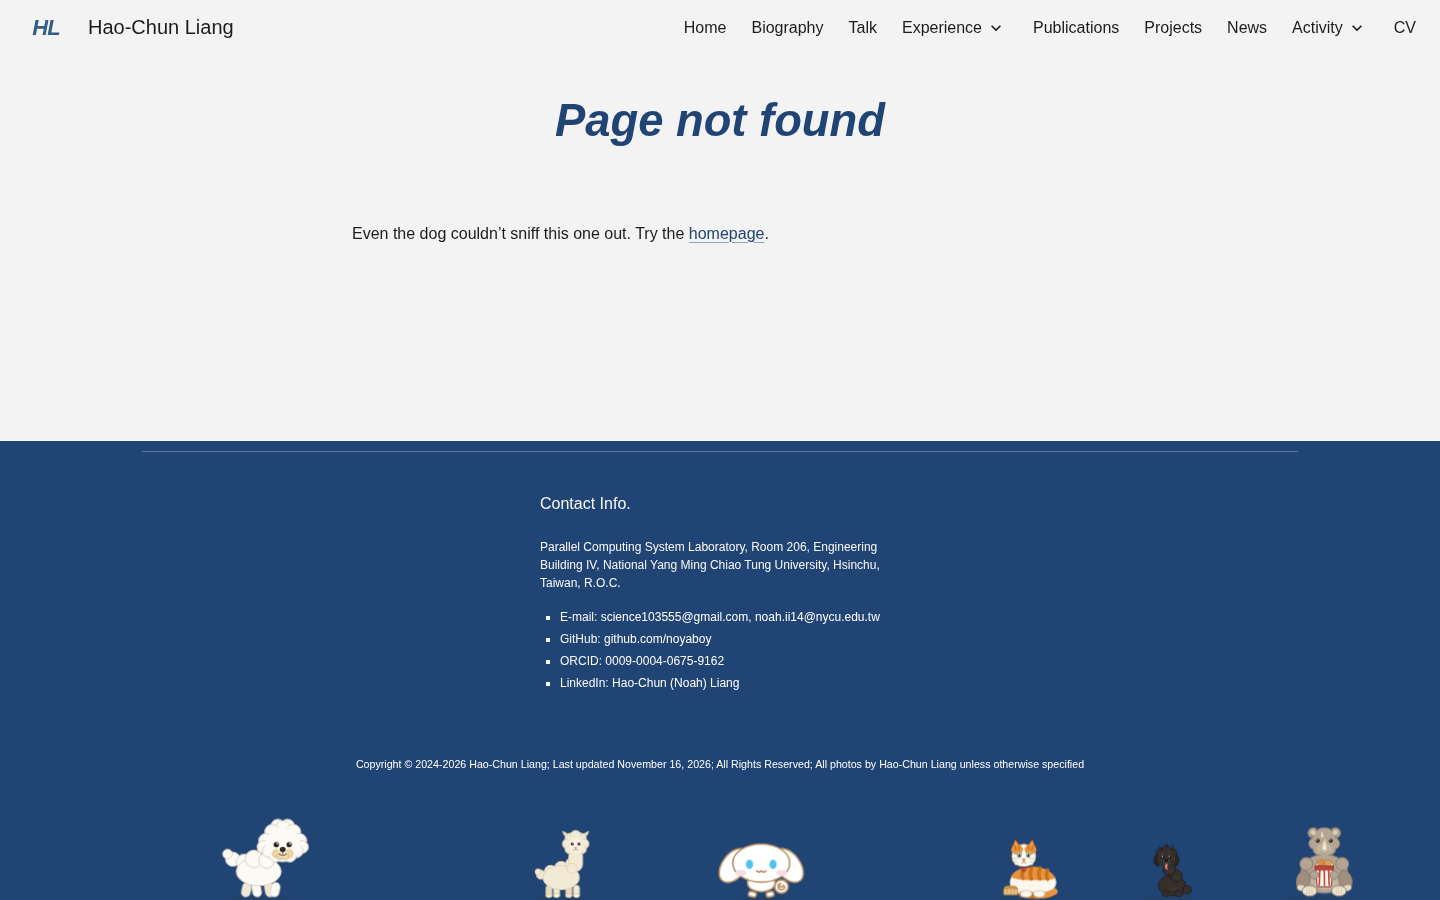 HL Hao-Chun Liang Home Biography Talk Experience Publications Projects News Activity CV
Page not found
Even the dog couldn’t sniff this one out. Try the homepage.
Contact Info.
Parallel Computing System Laboratory, Room 206, Engineering
Building IV, National Yang Ming Chiao Tung University, Hsinchu,
Taiwan, R.O.C.
E-mail: science103555@gmail.com, noah.ii14@nycu.edu.tw
GitHub: github.com/noyaboy
ORCID: 0009-0004-0675-9162
LinkedIn: Hao-Chun (Noah) Liang
Copyright © 2024-2026 Hao-Chun Liang; Last updated November 16, 2026; All Rights Reserved; All photos by Hao-Chun Liang unless otherwise specified